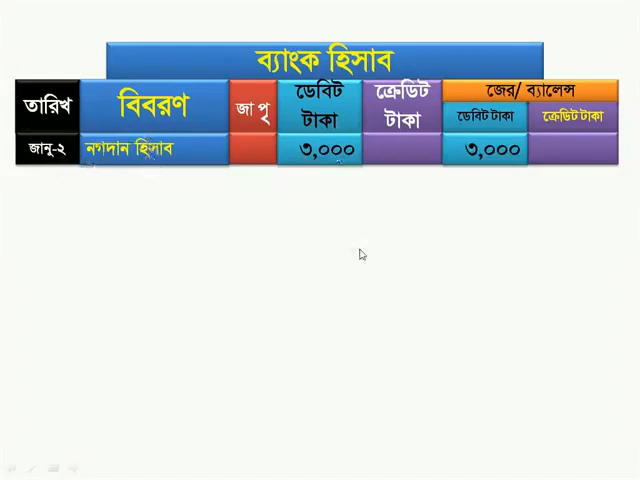 ব্যাংক হিসাব
তারিখ বিবরণ জা পৃ ডেবিট টাকা ক্রেডিট টাকা জের/ ব্যালেন্স
ডেবিট টাকা ক্রেডিট টাকা
জানু-২ নগদান হিসাব ৩,০০০ ৩,০০০